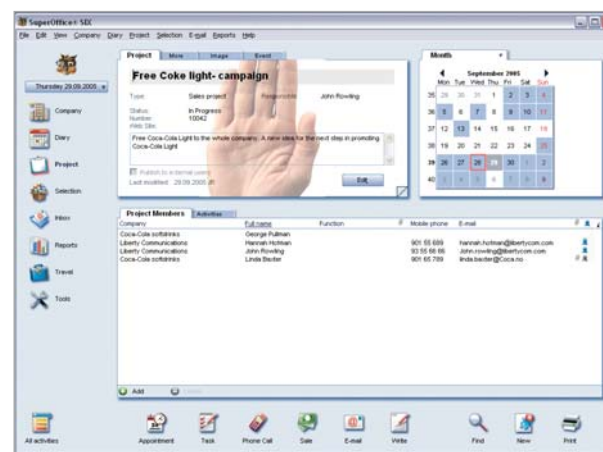 SuperOffice® SIX
File Edit View Company Diary Project Selection E-mail Reports Help
Thursday 29.09.2005
Company
Diary
Project
Selection
Inbox
Reports
Travel
Tools
Project More Image Event
Free Coke light- campaign
Type: Sales project Responsible John Rowling
Status: In Progress
Number: 10042
Web Site:
Free Coca-Cola Light to the whole company. A new idea for the next step in promoting
Coca-Cola Light
Publish to external users
Last modified: 29.09.2005 JR
Edit
Month
September 2005
Mon Tue Wed Thu Fri Sat Sun
35 29 30 31 1 2 3 4
36 5 6 7 8 9 10 11
37 12 13 14 15 16 17 18
38 19 20 21 22 23 24 25
39 26 27 28 29 30 1 2
40 3 4 5 6 7 8 9
Project Members Activities
Company Full name Function Mobile phone E-mail
Coca-Cola softdrinks George Pullman
Liberty Communications Hannah Hotman 901 55 689 hannah.hotman@libertycom.com
Liberty Communications John Rowling 93 55 66 86 John.rowling@libertycom.com
Coca-Cola softdrinks Linda Baxter 901 65 789 linda.baxter@Coca.no
Add
All activities
Appointment
Task
Phone Call
Sale
E-mail
Write
Find
New
Print